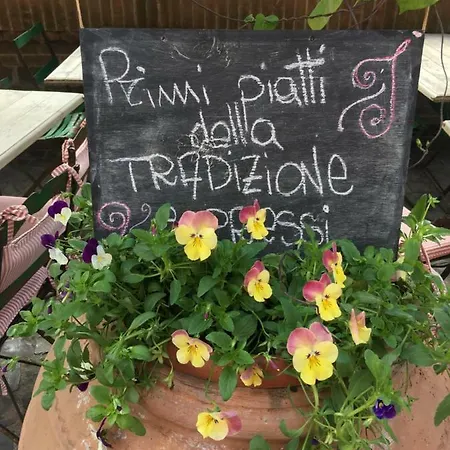 Primi piatti
della
TRADIZIONE